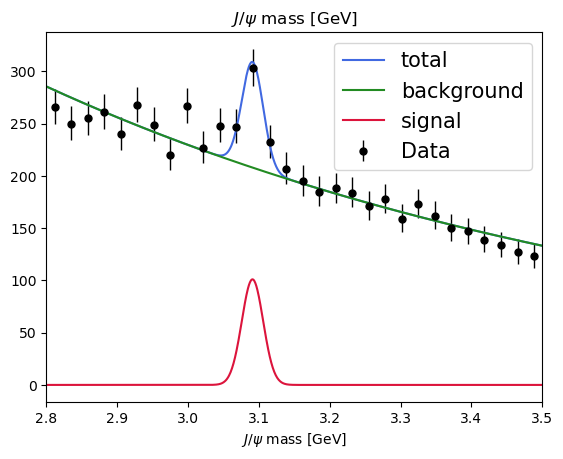 J/ψ mass [GeV]
total
background
signal
Data
300
250
200
150
100
50
0
2.8 2.9 3.0 3.1 3.2 3.3 3.4 3.5
J/ψ mass [GeV]